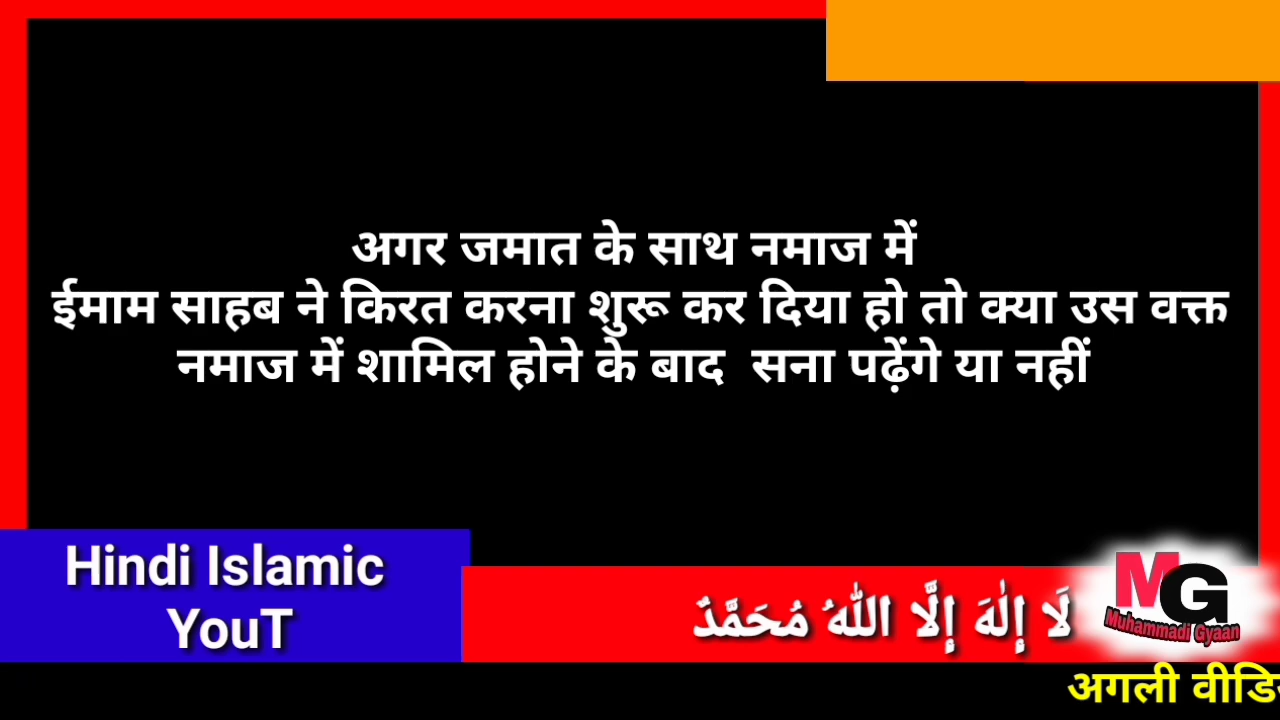 अगर जमात के साथ नमाज में
ईमाम साहब ने किरत करना शुरू कर दिया हो तो क्या उस वक्त
नमाज में शामिल होने के बाद सना पढ़ेंगे या नहीं
Hindi Islamic
YouT
لَا إِلٰهَ إِلَّا اللهُ مُحَمَّدٌ
MG
Muhammadi Gyaan
अगली